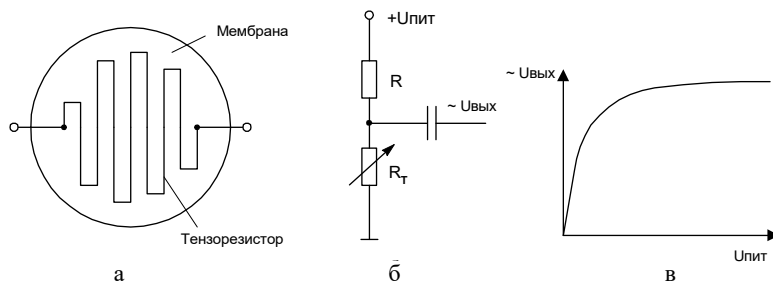 Мембрана
Тензорезистор
а
+Uпит
R
~ Uвых
Rт
б
~ Uвых
Uпит
в